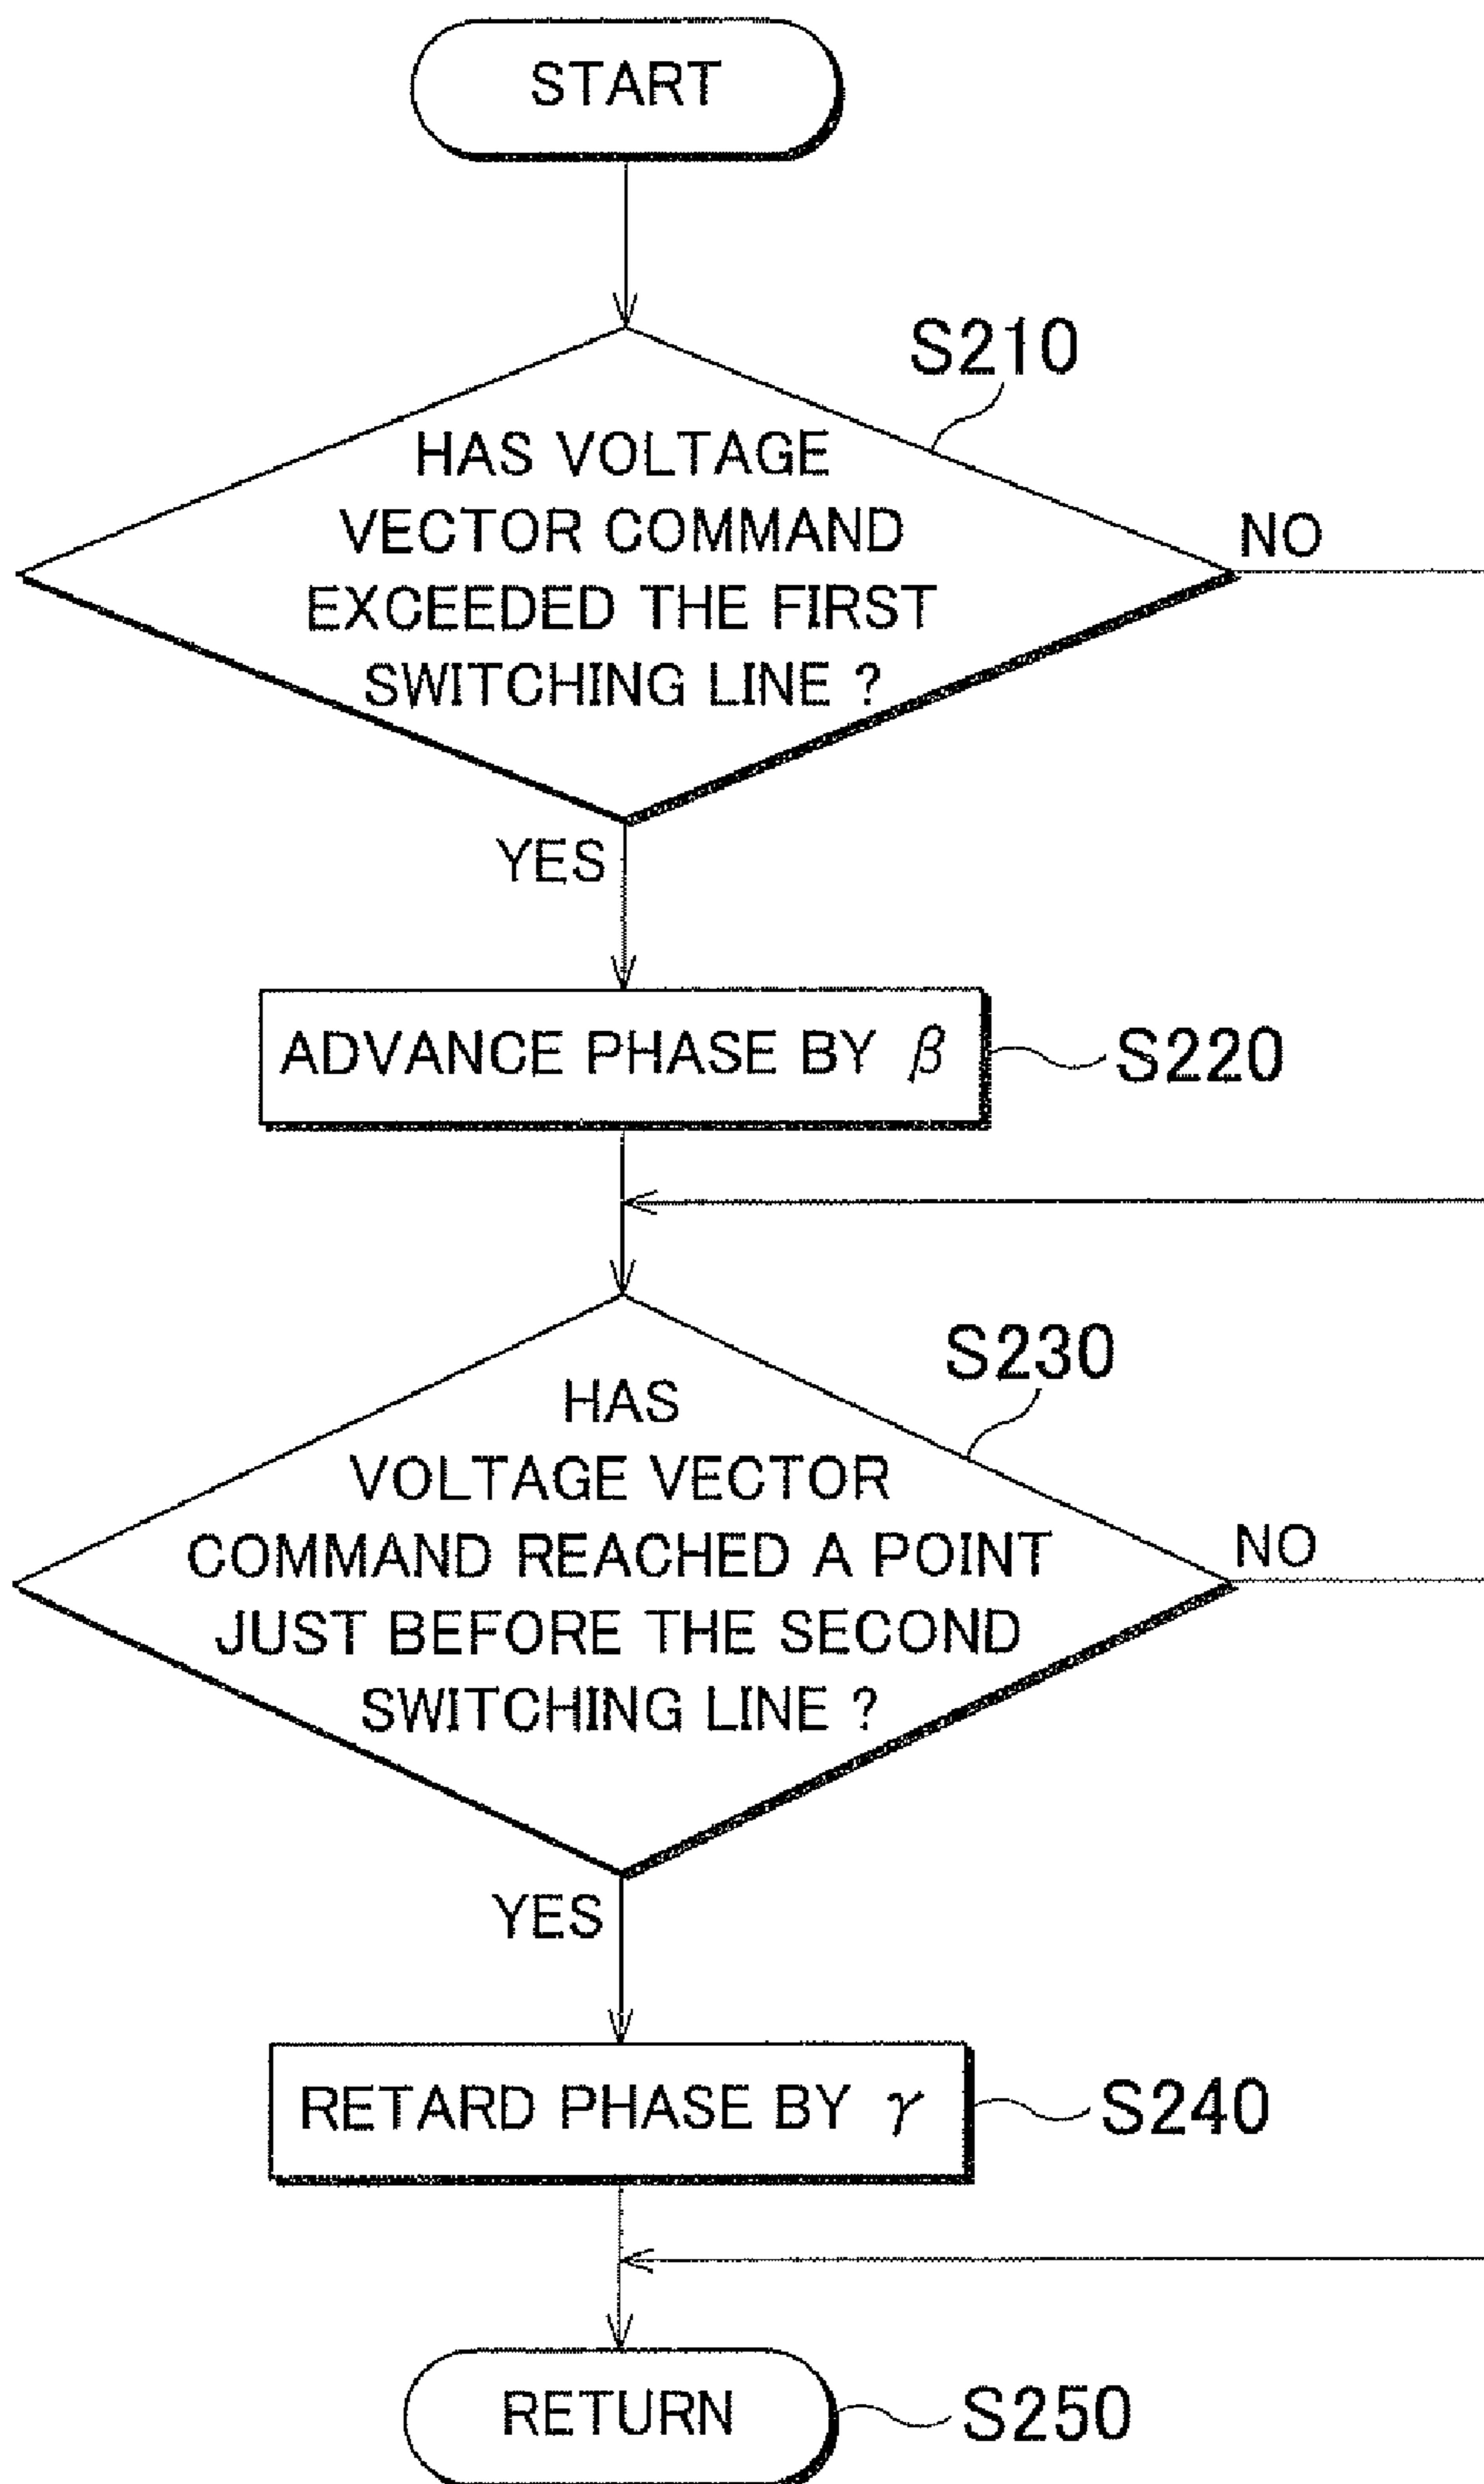 START
S210
HAS VOLTAGE
VECTOR COMMAND
EXCEEDED THE FIRST
SWITCHING LINE ?
NO
YES
ADVANCE PHASE BY β
S220
S230
HAS
VOLTAGE VECTOR
COMMAND REACHED A POINT
JUST BEFORE THE SECOND
SWITCHING LINE ?
NO
YES
RETARD PHASE BY γ
S240
RETURN
S250